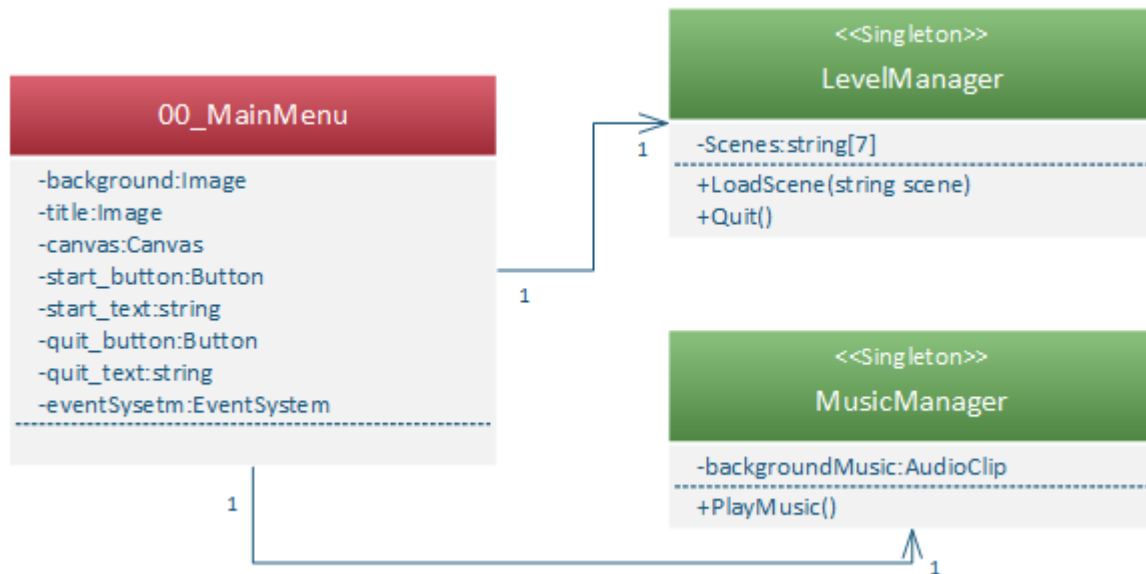 00_MainMenu
-background:Image
-title:Image
-canvas:Canvas
-start_button:Button
-start_text:string
-quit_button:Button
-quit_text:string
-eventSysetm:EventSystem
1
1
<<Singleton>>
LevelManager
-Scenes:string[7]
+LoadScene(string scene)
+Quit()
1
<<Singleton>>
MusicManager
-backgroundMusic:AudioClip
+PlayMusic()
1